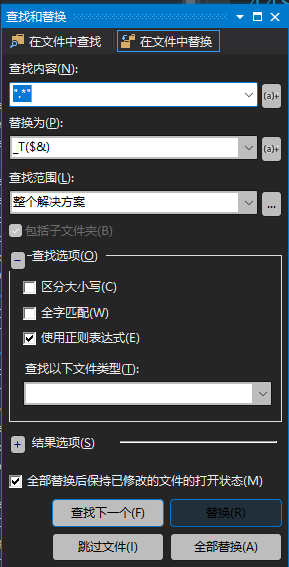 查找和替换
在文件中查找
在文件中替换
查找内容(N):
".*"
(a)+
替换为(P):
_T($&)
(a)+
查找范围(L):
整个解决方案
...
包括子文件夹(B)
查找选项(O)
区分大小写(C)
全字匹配(W)
使用正则表达式(E)
查找以下文件类型(T):
结果选项(S)
全部替换后保持已修改的文件的打开状态(M)
查找下一个(F)
替换(R)
跳过文件(I)
全部替换(A)